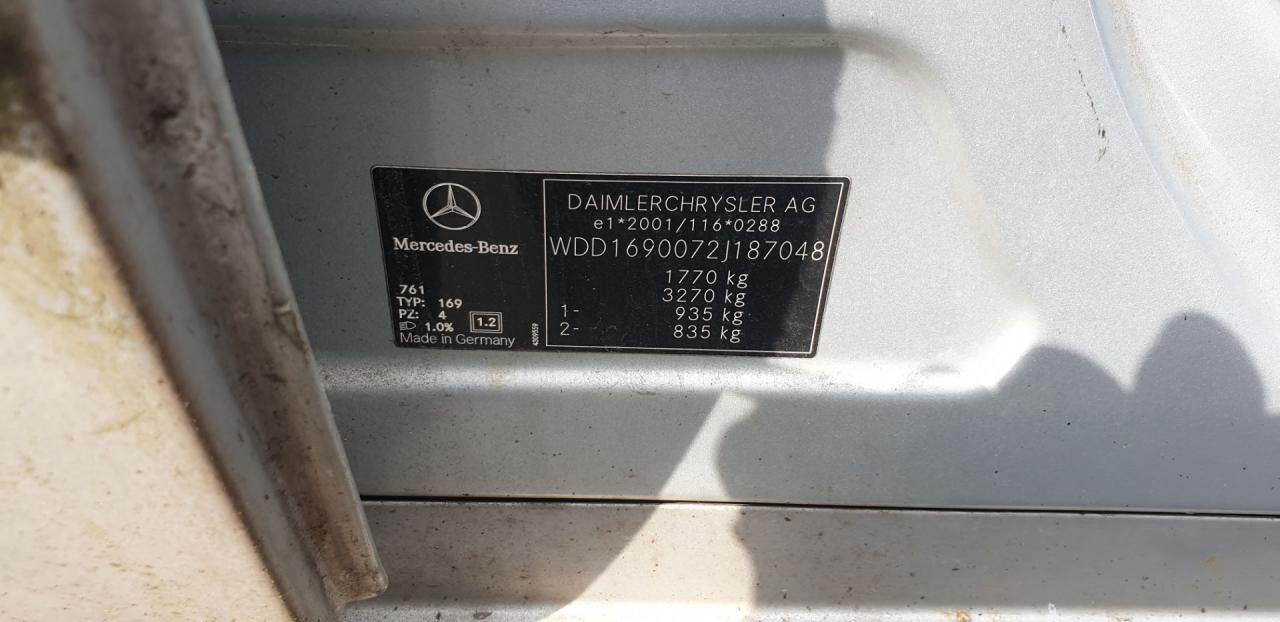 Mercedes-Benz
761
TYP: 169
PZ: 4
1.0% 1.2
Made in Germany
4309559
DAIMLERCHRYSLER AG
e1*2001/116*0288
WDD1690072J187048
1770 kg
3270 kg
1- 935 kg
2- 835 kg